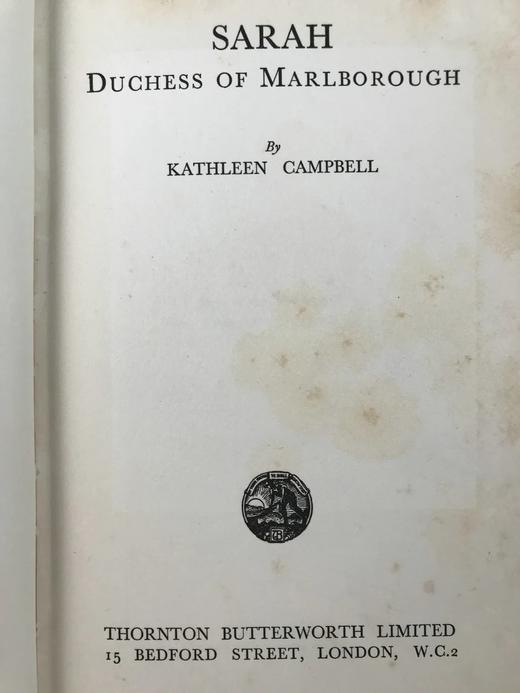 SARAH
DUCHESS OF MARLBOROUGH
By
KATHLEEN CAMPBELL
THORNTON BUTTERWORTH LIMITED
15 BEDFORD STREET, LONDON, W.C.2